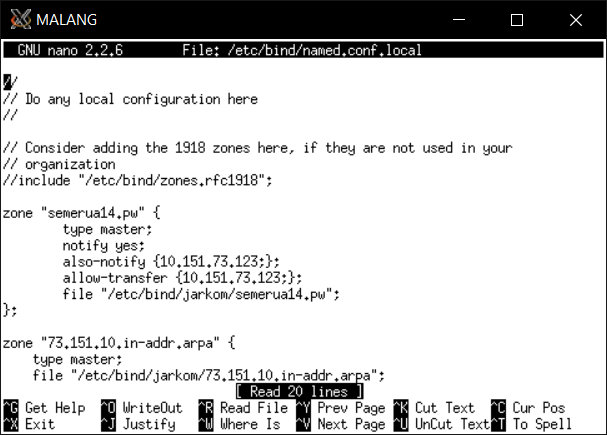 MALANG
GNU nano 2.2.6 File: /etc/bind/named.conf.local
//
// Do any local configuration here
//
// Consider adding the 1918 zones here, if they are not used in your
// organization
//include "/etc/bind/zones.rfc1918";
zone "semerua14.pw" {
type master;
notify yes;
also-notify {10.151.73.123;};
allow-transfer {10.151.73.123;};
file "/etc/bind/jarkom/semerua14.pw";
};
zone "73.151.10.in-addr.arpa" {
type master;
file "/etc/bind/jarkom/73.151.10.in-addr.arpa";
[ Read 20 lines ]
^G Get Help ^O WriteOut ^R Read File ^Y Prev Page ^K Cut Text ^C Cur Pos
^X Exit ^J Justify ^W Where Is ^V Next Page ^U UnCut Text ^T To Spell